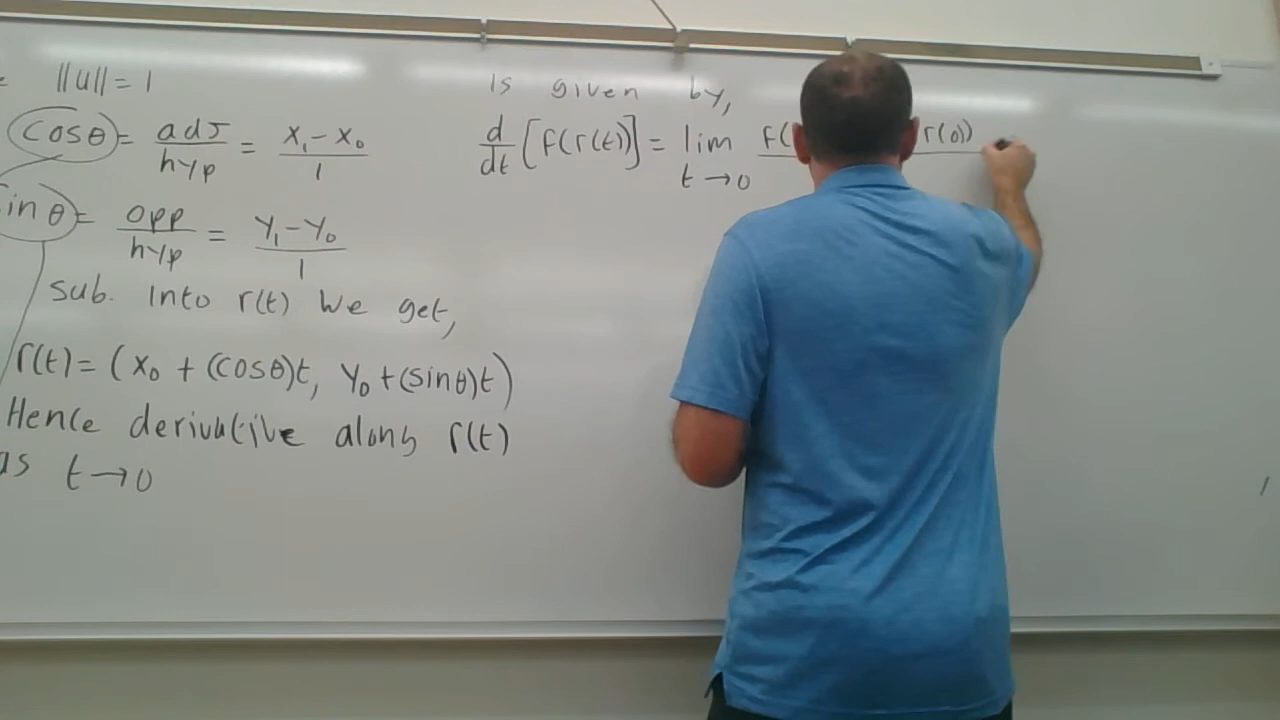 ||u|| = 1
cosθ = adj/hyp = x₁ - x₀/1
inθ = opp/hyp = y₁ - y₀/1
sub. into r(t) we get,
r(t) = (x₀ + (cosθ)t, y₀ + (sinθ)t)
Hence derivative along r(t)
as t → 0
is given by,
d/dt [f(r(t))] = lim t → 0 f( r(0))